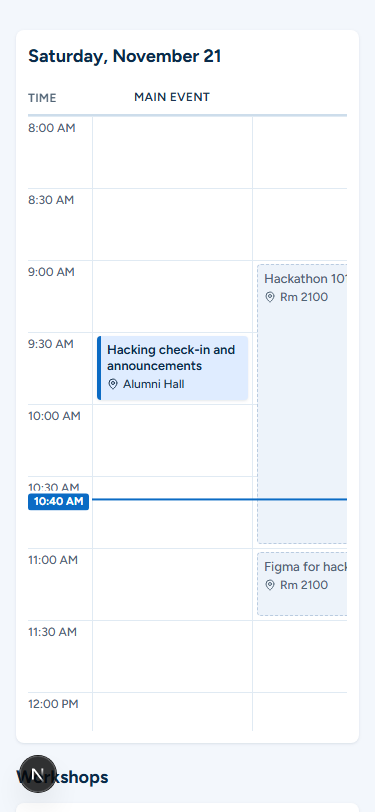 Saturday, November 21
TIME
MAIN EVENT
8:00 AM
8:30 AM
9:00 AM
Hackathon 101
Rm 2100
9:30 AM
Hacking check-in and
announcements
Alumni Hall
10:00 AM
10:30 AM
10:40 AM
11:00 AM
Figma for hack
Rm 2100
11:30 AM
12:00 PM
N
Workshops